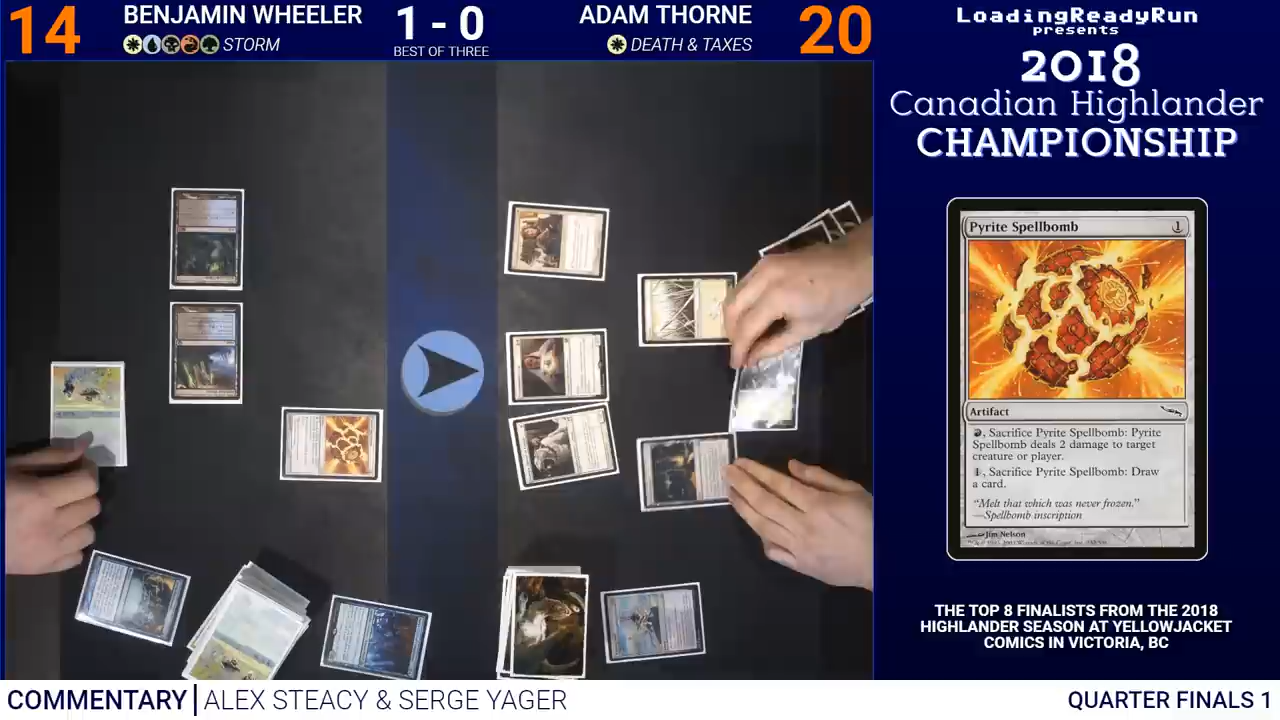 14
BENJAMIN WHEELER
STORM
1 - 0
BEST OF THREE
ADAM THORNE
DEATH & TAXES
20
LoadingReadyRun
presents
2018
Canadian Highlander
CHAMPIONSHIP
Pyrite Spellbomb 1
Artifact
, Sacrifice Pyrite Spellbomb: Pyrite
Spellbomb deals 2 damage to target
creature or player.
1, Sacrifice Pyrite Spellbomb: Draw
a card.
"Melt that which was never frozen."
—Spellbomb inscription
Jim Nelson
THE TOP 8 FINALISTS FROM THE 2018
HIGHLANDER SEASON AT YELLOWJACKET
COMICS IN VICTORIA, BC
COMMENTARY | ALEX STEACY & SERGE YAGER
QUARTER FINALS 1